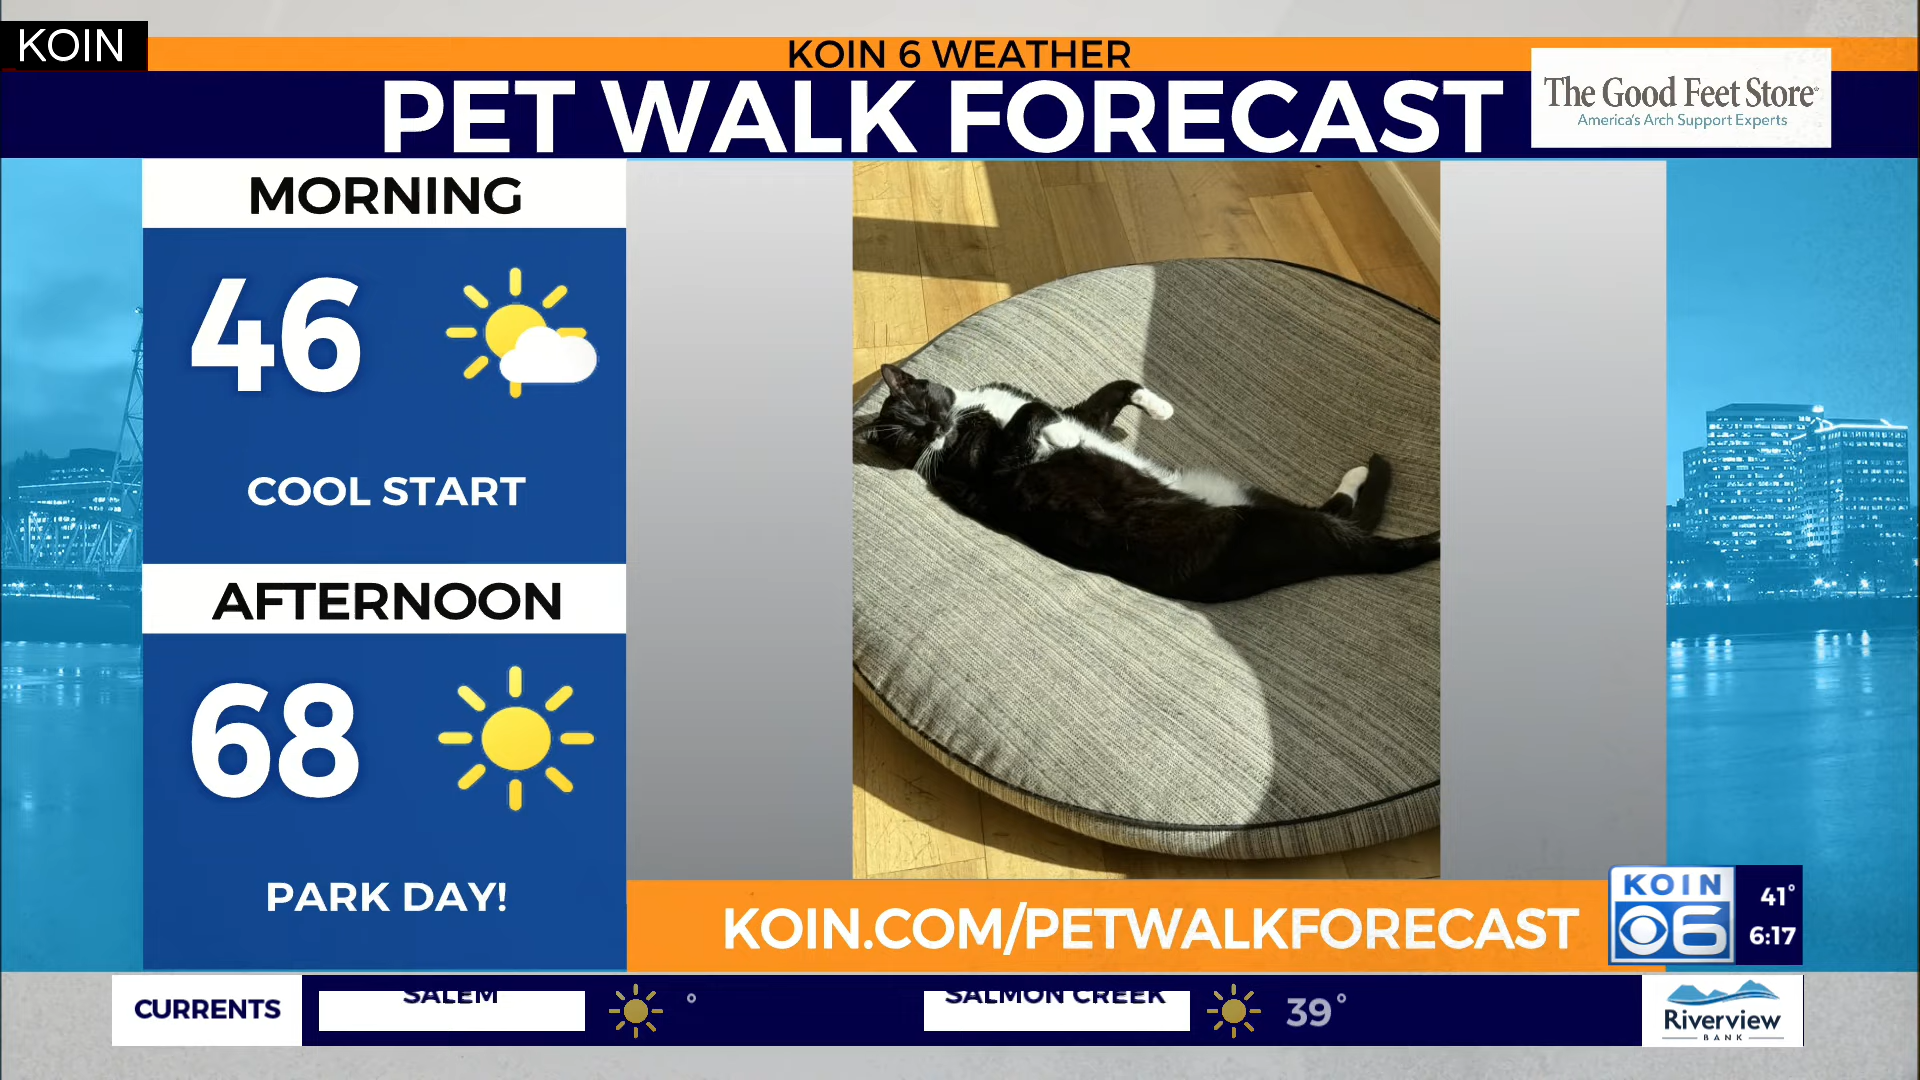 KOIN
KOIN 6 WEATHER
PET WALK FORECAST
The Good Feet Store
America's Arch Support Experts
MORNING
46
COOL START
AFTERNOON
68
PARK DAY!
KOIN.COM/PETWALKFORECAST
KOIN
6
41°
6:17
CURRENTS
SALEM
°
SALMON CREEK
39°
Riverview
BANK